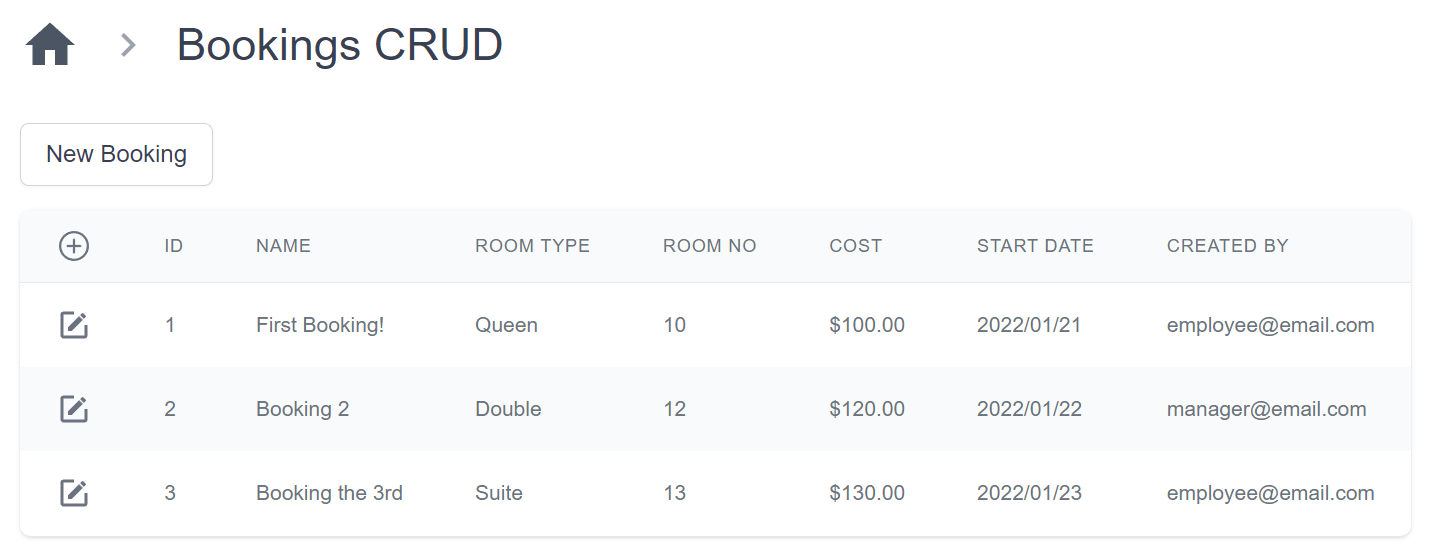 Bookings CRUD
New Booking
ID NAME ROOM TYPE ROOM NO COST START DATE CREATED BY
1 First Booking! Queen 10 $100.00 2022/01/21 employee@email.com
2 Booking 2 Double 12 $120.00 2022/01/22 manager@email.com
3 Booking the 3rd Suite 13 $130.00 2022/01/23 employee@email.com